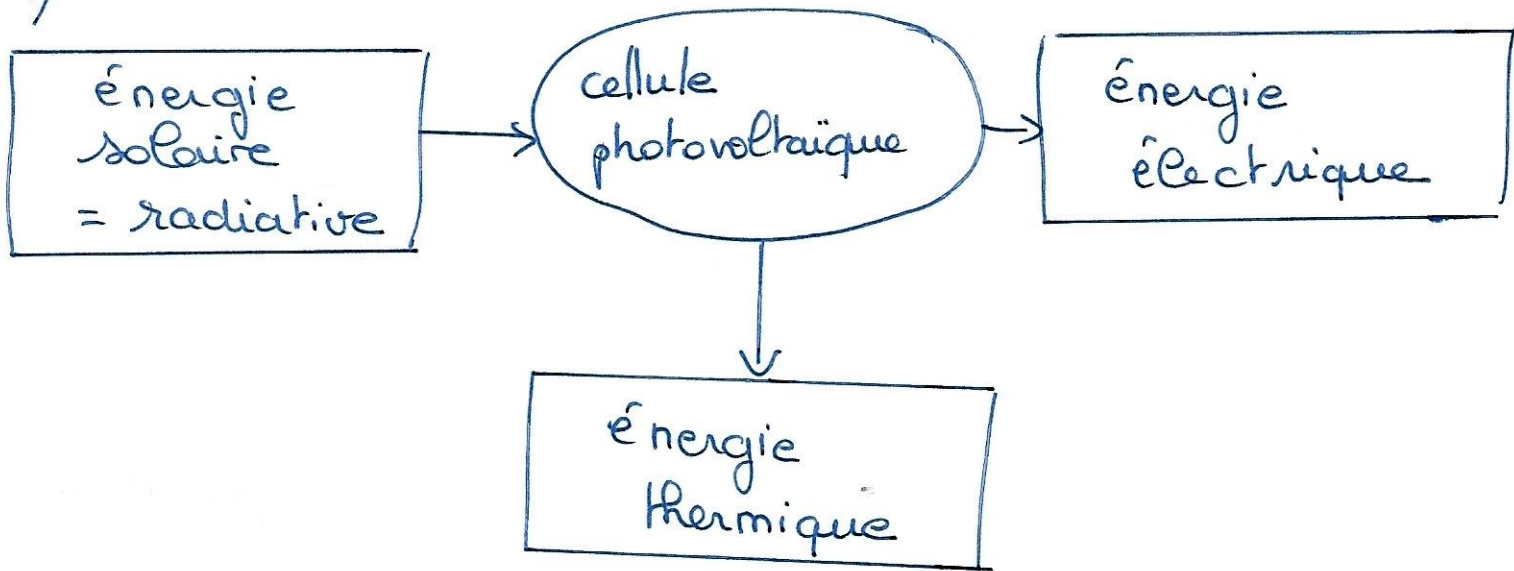 énergie
solaire
= radiative
cellule
photovoltaïque
énergie
électrique
énergie
thermique